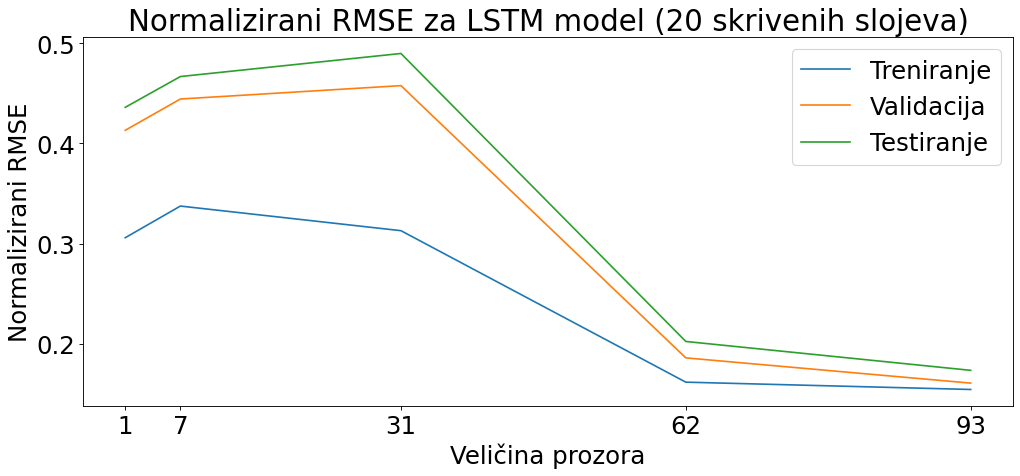 Normalizirani RMSE za LSTM model (20 skrivenih slojeva)
Normalizirani RMSE
0.5
0.4
0.3
0.2
Treniranje
Validacija
Testiranje
1 7 31 62 93
Veličina prozora